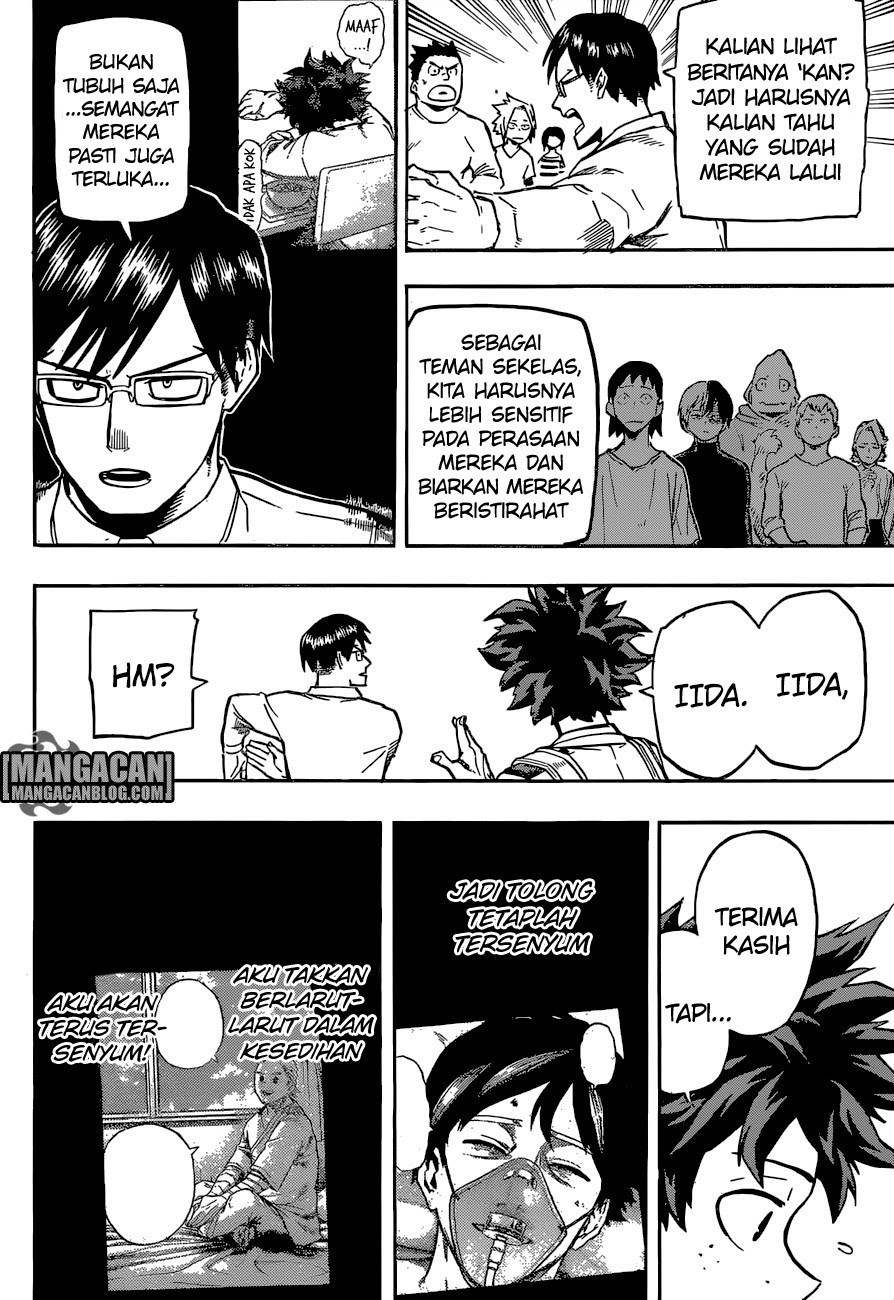 KALIAN LIHAT
BERITANYA 'KAN?
JADI HARUSNYA
KALIAN TAHU
YANG SUDAH
MEREKA LALUI
MAAF
...!
IDAK APA KOK
BUKAN
TUBUH SAJA
...SEMANGAT
MEREKA
PASTI JUGA
TERLUKA...
SEBAGAI
TEMAN SEKELAS,
KITA HARUSNYA
LEBIH SENSITIF
PADA PERASAAN
MEREKA DAN
BIARKAN MEREKA
BERISTIRAHAT
IIDA,
IIDA.
HM?
[MANGACAN]
MANGACANBLOG.COM
TERIMA
KASIH
TAPI...
JADI TOLONG
TETAPLAH
TERSENYUM
AKU TAKKAN
BERLARUT-
LARUT DALAM
KESEDIHAN
AKU AKAN
TERUS TER-
SENYUM!